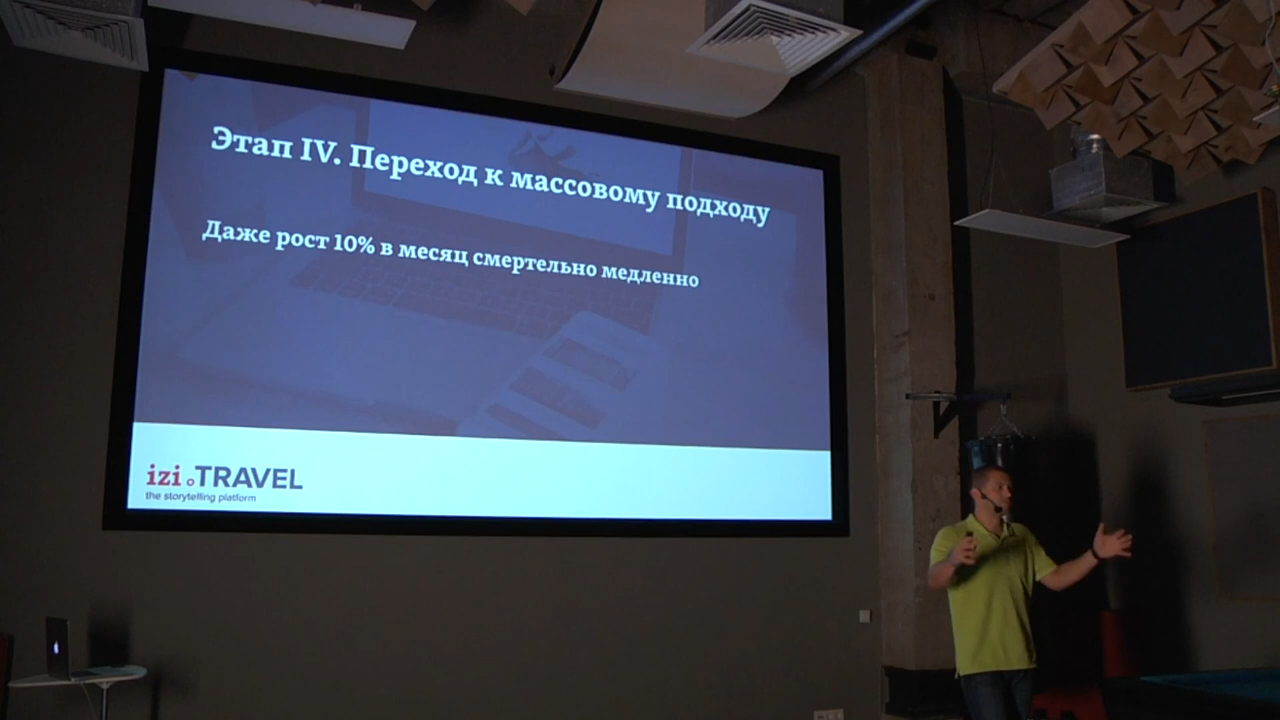 Этап IV. Переход к массовому подходу
Даже рост 10% в месяц смертельно медленно
izi.TRAVEL
the storytelling platform